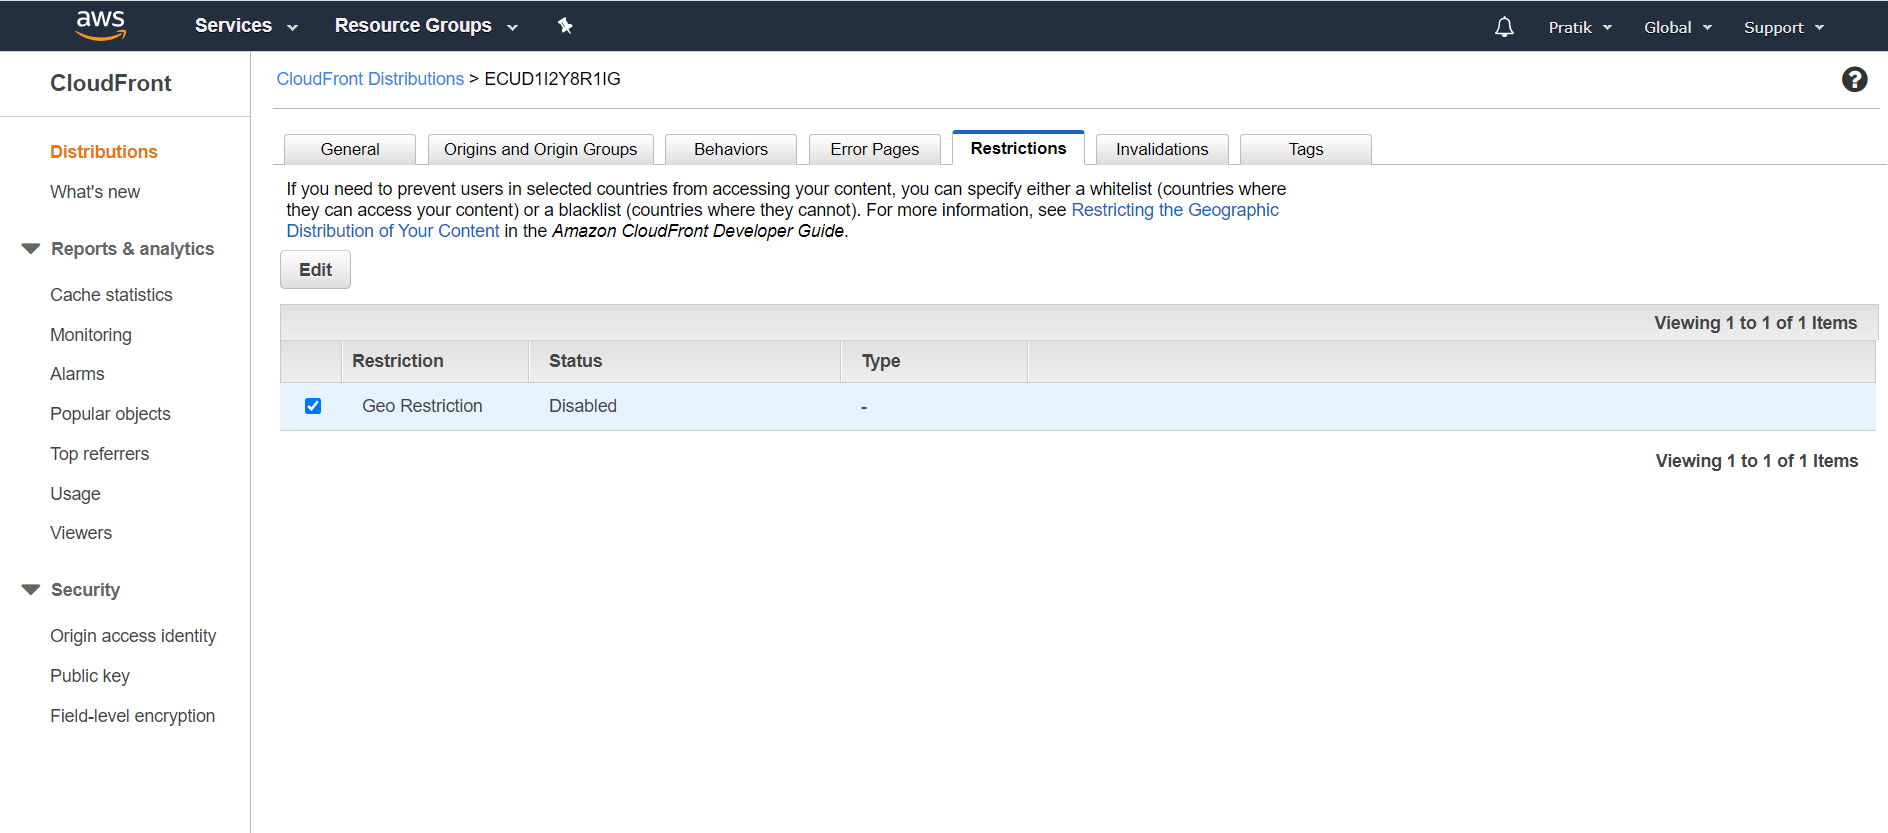 aws Services Resource Groups Pratik Global Support
CloudFront
Distributions
What's new
Reports & analytics
Cache statistics
Monitoring
Alarms
Popular objects
Top referrers
Usage
Viewers
Security
Origin access identity
Public key
Field-level encryption
CloudFront Distributions > ECUD1I2Y8R1IG
General Origins and Origin Groups Behaviors Error Pages Restrictions Invalidations Tags
If you need to prevent users in selected countries from accessing your content, you can specify either a whitelist (countries where
they can access your content) or a blacklist (countries where they cannot). For more information, see Restricting the Geographic
Distribution of Your Content in the Amazon CloudFront Developer Guide.
Edit
Viewing 1 to 1 of 1 Items
Restriction Status Type
Geo Restriction Disabled -
Viewing 1 to 1 of 1 Items